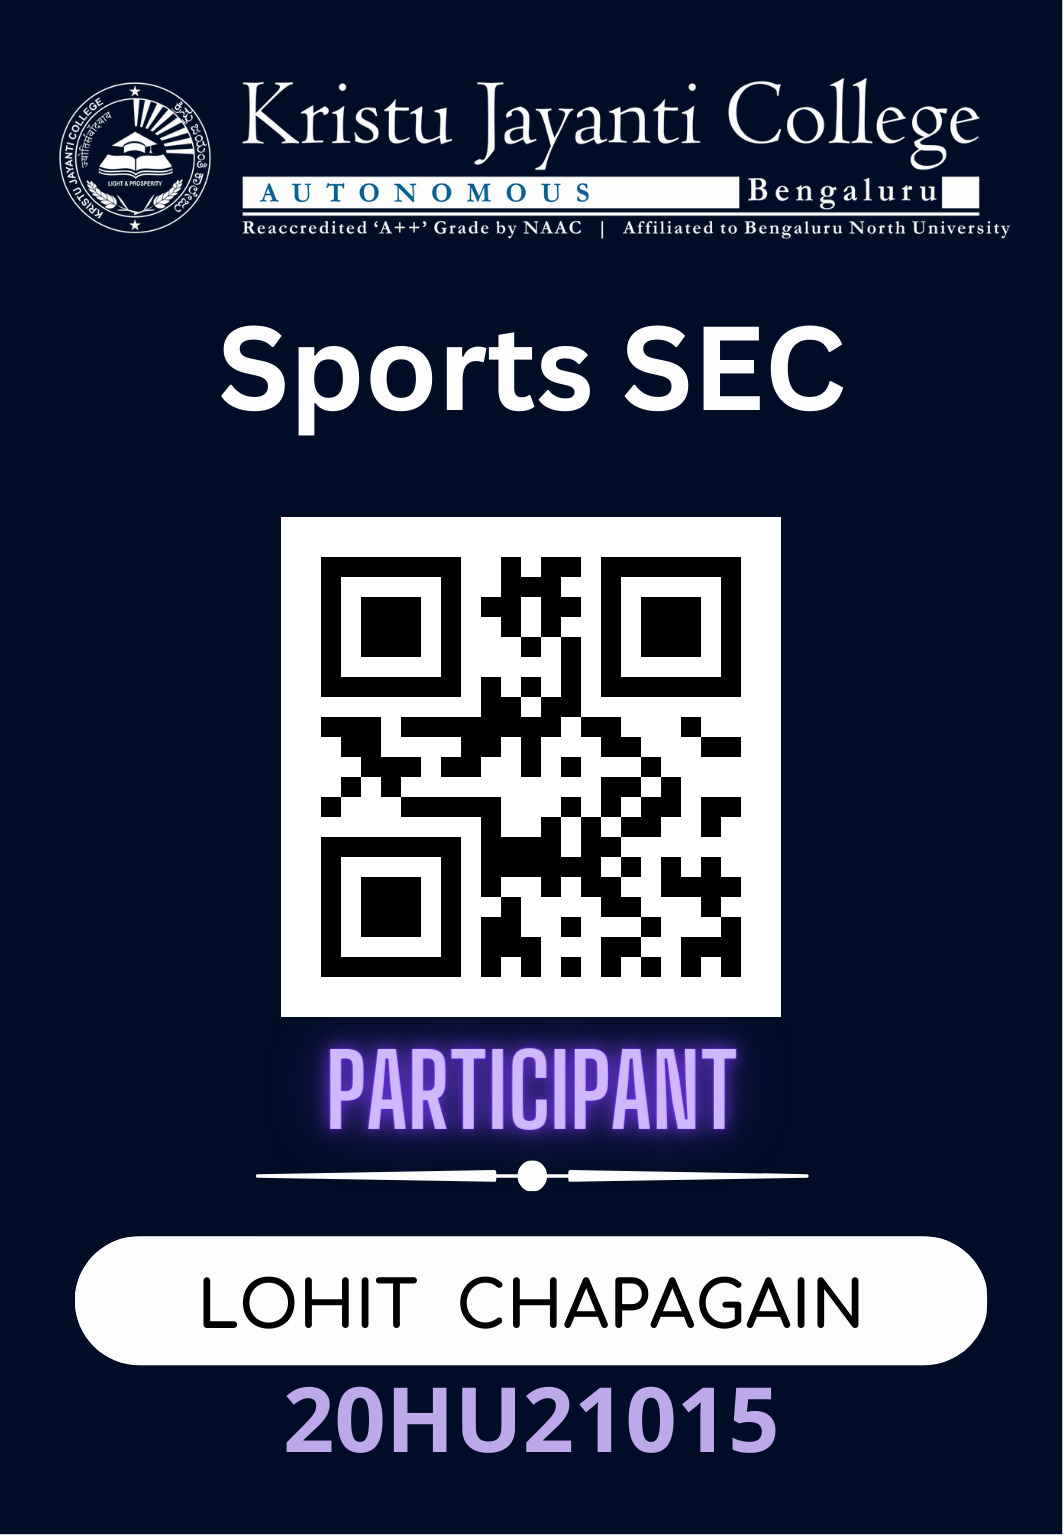 KRISTU JAYANTI COLLEGE
LIGHT & PROSPERITY
Kristu Jayanti College
AUTONOMOUS Bengaluru
Reaccredited ‘A++’ Grade by NAAC | Affiliated to Bengaluru North University
Sports SEC
PARTICIPANT
LOHIT CHAPAGAIN
20HU21015